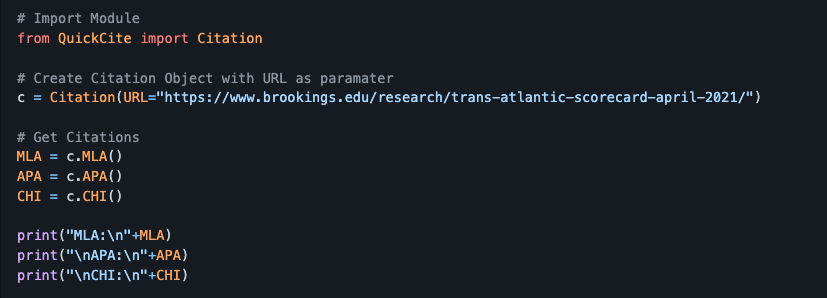 # Import Module
from QuickCite import Citation
# Create Citation Object with URL as paramater
c = Citation(URL="https://www.brookings.edu/research/trans-atlantic-scorecard-april-2021/")
# Get Citations
MLA = c.MLA()
APA = c.APA()
CHI = c.CHI()
print("MLA:\n"+MLA)
print("\nAPA:\n"+APA)
print("\nCHI:\n"+CHI)